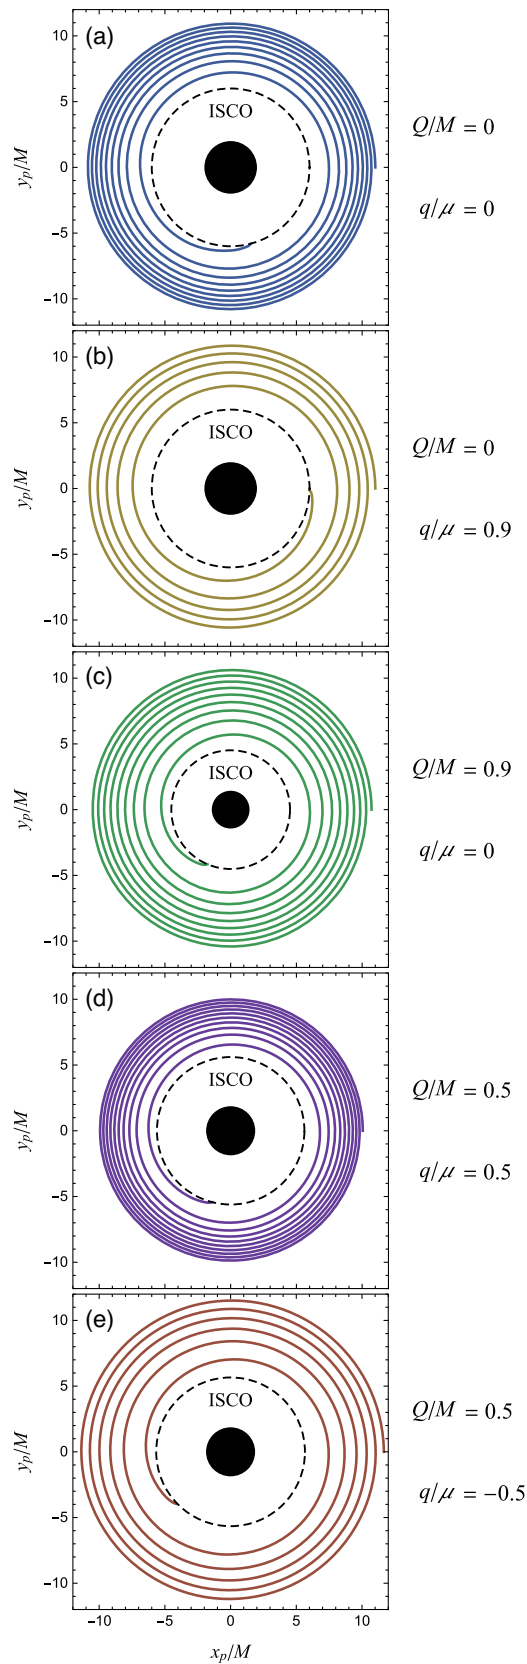 (a)
10
5
0
−5
−10
y_p/M
ISCO
Q/M = 0
q/μ = 0
(b)
10
5
0
−5
−10
y_p/M
ISCO
Q/M = 0
q/μ = 0.9
(c)
10
5
0
−5
−10
y_p/M
ISCO
Q/M = 0.9
q/μ = 0
(d)
10
5
0
−5
−10
y_p/M
ISCO
Q/M = 0.5
q/μ = 0.5
(e)
10
5
0
−5
−10
y_p/M
ISCO
Q/M = 0.5
q/μ = −0.5
−10 −5 0 5 10
x_p/M